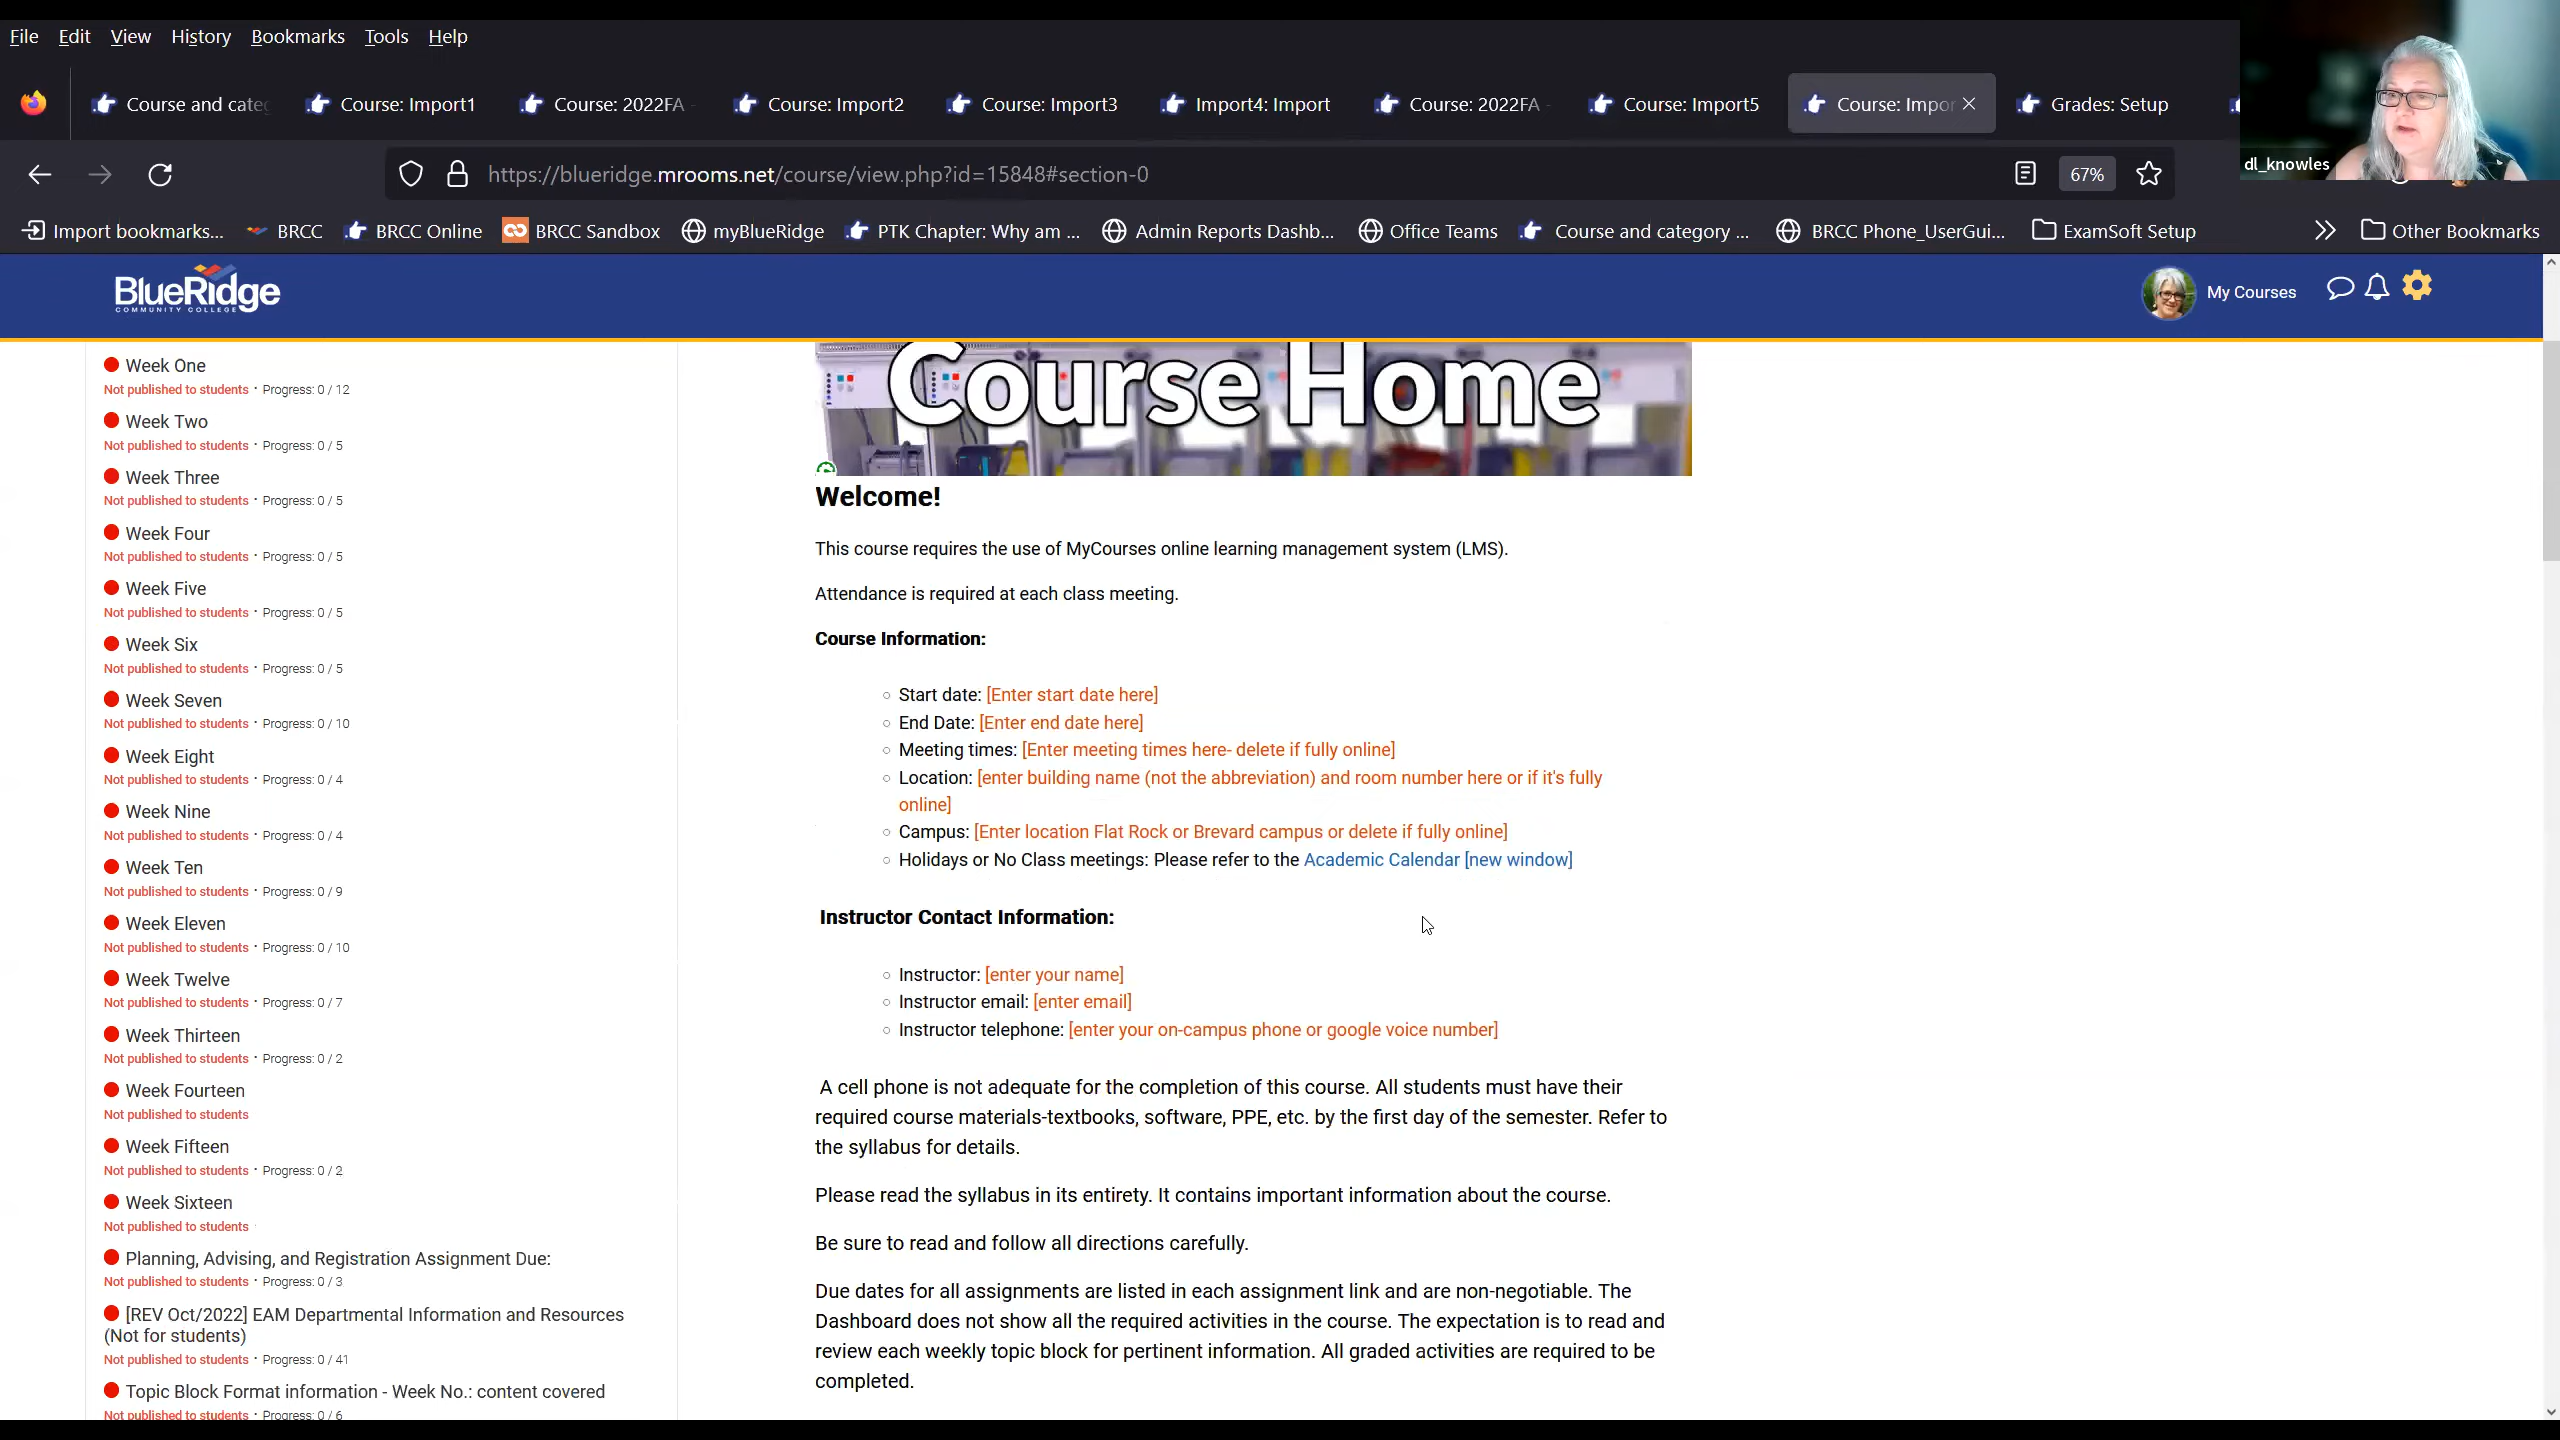 File Edit View History Bookmarks Tools Help
dl_knowles
Course and categ Course: Import1 Course: 2022FA - Course: Import2 Course: Import3 Import4: Import Course: 2022FA - Course: Import5 Course: Impor Grades: Setup
https://blueridge.mrooms.net/course/view.php?id=15848#section-0 67%
Import bookmarks... BRCC BRCC Online BRCC Sandbox myBlueRidge PTK Chapter: Why am ... Admin Reports Dashb... Office Teams Course and category ... BRCC Phone_UserGui... ExamSoft Setup Other Bookmarks
BlueRidge
COMMUNITY COLLEGE
My Courses
Week One
Not published to students · Progress: 0 / 12
Week Two
Not published to students · Progress: 0 / 5
Week Three
Not published to students · Progress: 0 / 5
Week Four
Not published to students · Progress: 0 / 5
Week Five
Not published to students · Progress: 0 / 5
Week Six
Not published to students · Progress: 0 / 5
Week Seven
Not published to students · Progress: 0 / 10
Week Eight
Not published to students · Progress: 0 / 4
Week Nine
Not published to students · Progress: 0 / 4
Week Ten
Not published to students · Progress: 0 / 9
Week Eleven
Not published to students · Progress: 0 / 10
Week Twelve
Not published to students · Progress: 0 / 7
Week Thirteen
Not published to students · Progress: 0 / 2
Week Fourteen
Not published to students
Week Fifteen
Not published to students · Progress: 0 / 2
Week Sixteen
Not published to students ·
Planning, Advising, and Registration Assignment Due:
Not published to students · Progress: 0 / 3
[REV Oct/2022] EAM Departmental Information and Resources
(Not for students)
Not published to students · Progress: 0 / 41
Topic Block Format information - Week No.: content covered
Not published to students · Progress: 0 / 6
Course Home
Welcome!
This course requires the use of MyCourses online learning management system (LMS).
Attendance is required at each class meeting.
Course Information:
Start date: [Enter start date here]
End Date: [Enter end date here]
Meeting times: [Enter meeting times here- delete if fully online]
Location: [enter building name (not the abbreviation) and room number here or if it's fully
online]
Campus: [Enter location Flat Rock or Brevard campus or delete if fully online]
Holidays or No Class meetings: Please refer to the Academic Calendar [new window]
Instructor Contact Information:
Instructor: [enter your name]
Instructor email: [enter email]
Instructor telephone: [enter your on-campus phone or google voice number]
A cell phone is not adequate for the completion of this course. All students must have their
required course materials-textbooks, software, PPE, etc. by the first day of the semester. Refer to
the syllabus for details.
Please read the syllabus in its entirety. It contains important information about the course.
Be sure to read and follow all directions carefully.
Due dates for all assignments are listed in each assignment link and are non-negotiable. The
Dashboard does not show all the required activities in the course. The expectation is to read and
review each weekly topic block for pertinent information. All graded activities are required to be
completed.